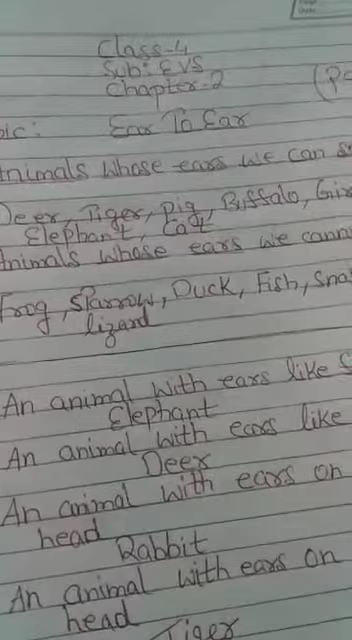 Class-4
Sub: EVS
Chapter-2
Ear To Ear
Animals whose ears we can
Deer, Tiger, Pig, Buffalo,
Elephant, Cat
Animals whose ears we
Frog, Sparrow, Duck, Fish,
lizard
An animal with ears like
Elephant
An animal with ears like
Deer
An animal with ears on
head
Rabbit
An animal with ears on
head
Tiger